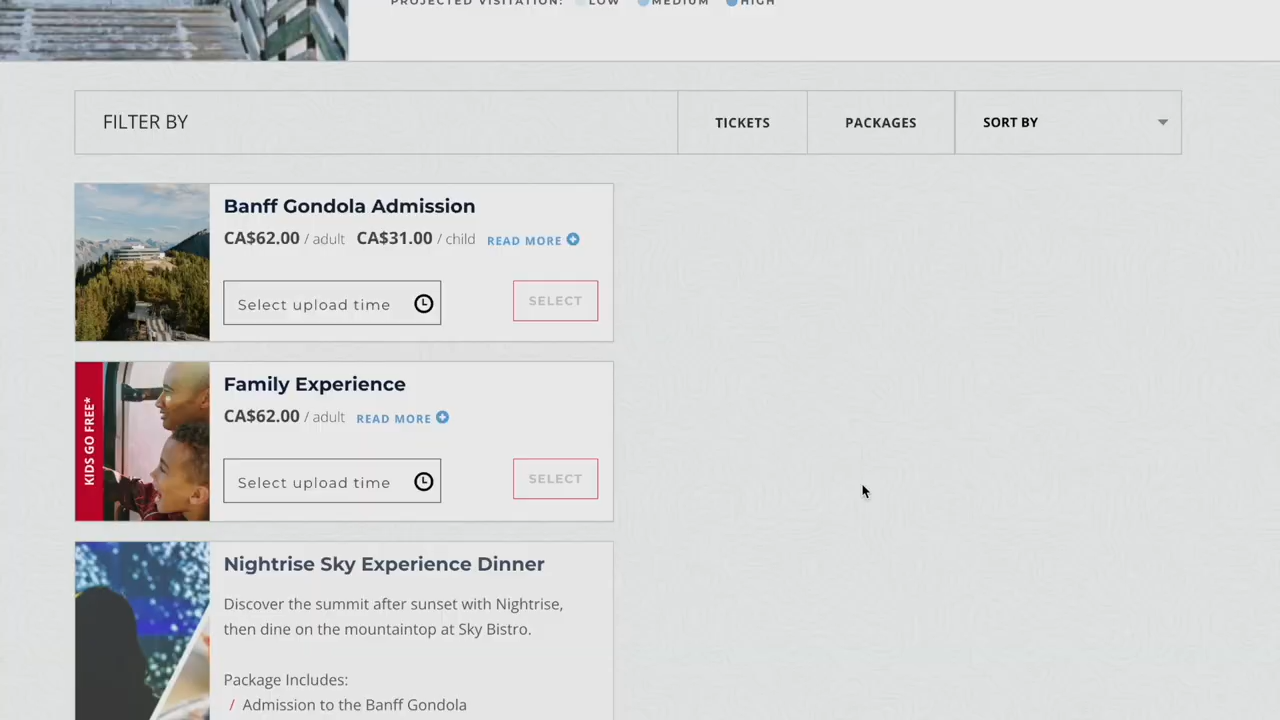 PROJECTED VISITATION: LOW MEDIUM HIGH
FILTER BY TICKETS PACKAGES SORT BY
Banff Gondola Admission
CA$62.00 / adult CA$31.00 / child READ MORE
Select upload time SELECT
Family Experience
CA$62.00 / adult READ MORE
KIDS GO FREE*
Select upload time SELECT
Nightrise Sky Experience Dinner
Discover the summit after sunset with Nightrise,
then dine on the mountaintop at Sky Bistro.
Package Includes:
/ Admission to the Banff Gondola